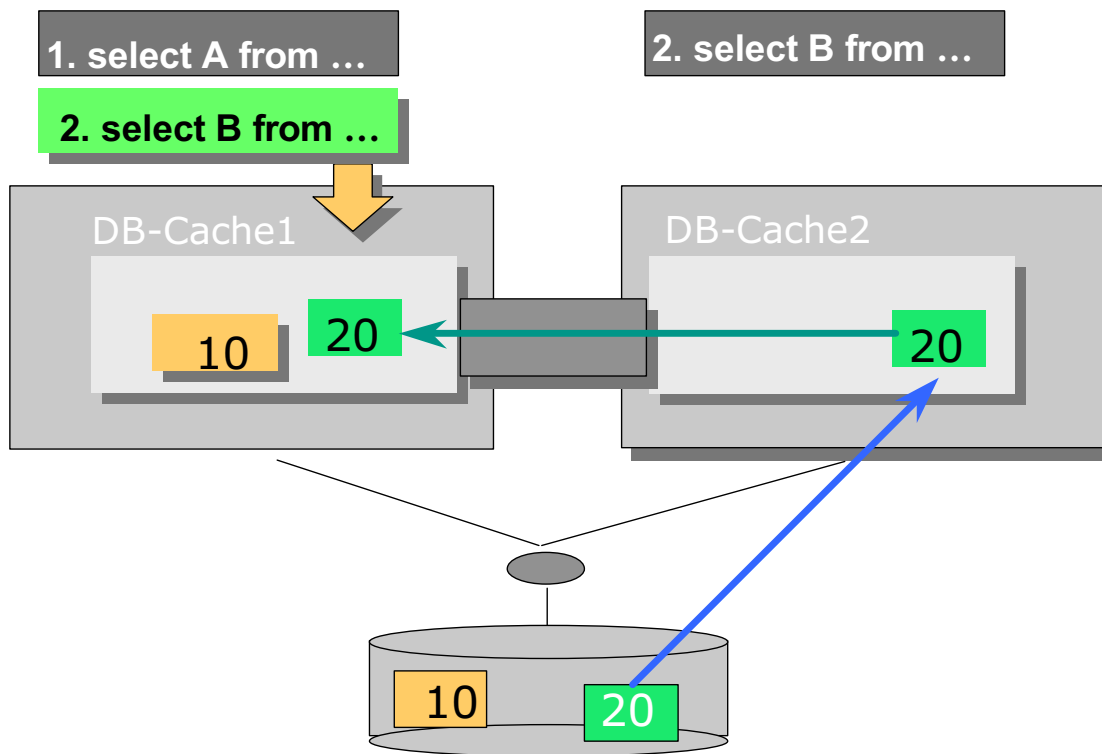 1. select A from …
2. select B from …
2. select B from …
DB-Cache1
DB-Cache2
10
20
20
10
20